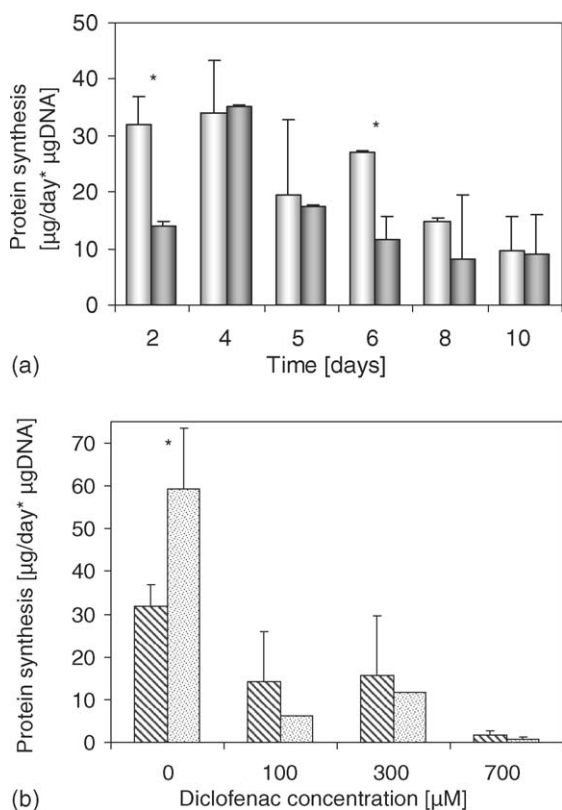 50
40
30
20
10
0
Protein synthesis
[µg/day* µgDNA]
*
*
2 4 5 6 8 10
Time [days]
(a)
70
60
50
40
30
20
10
0
Protein synthesis [µg/day* µgDNA]
*
0 100 300 700
Diclofenac concentration [µM]
(b)